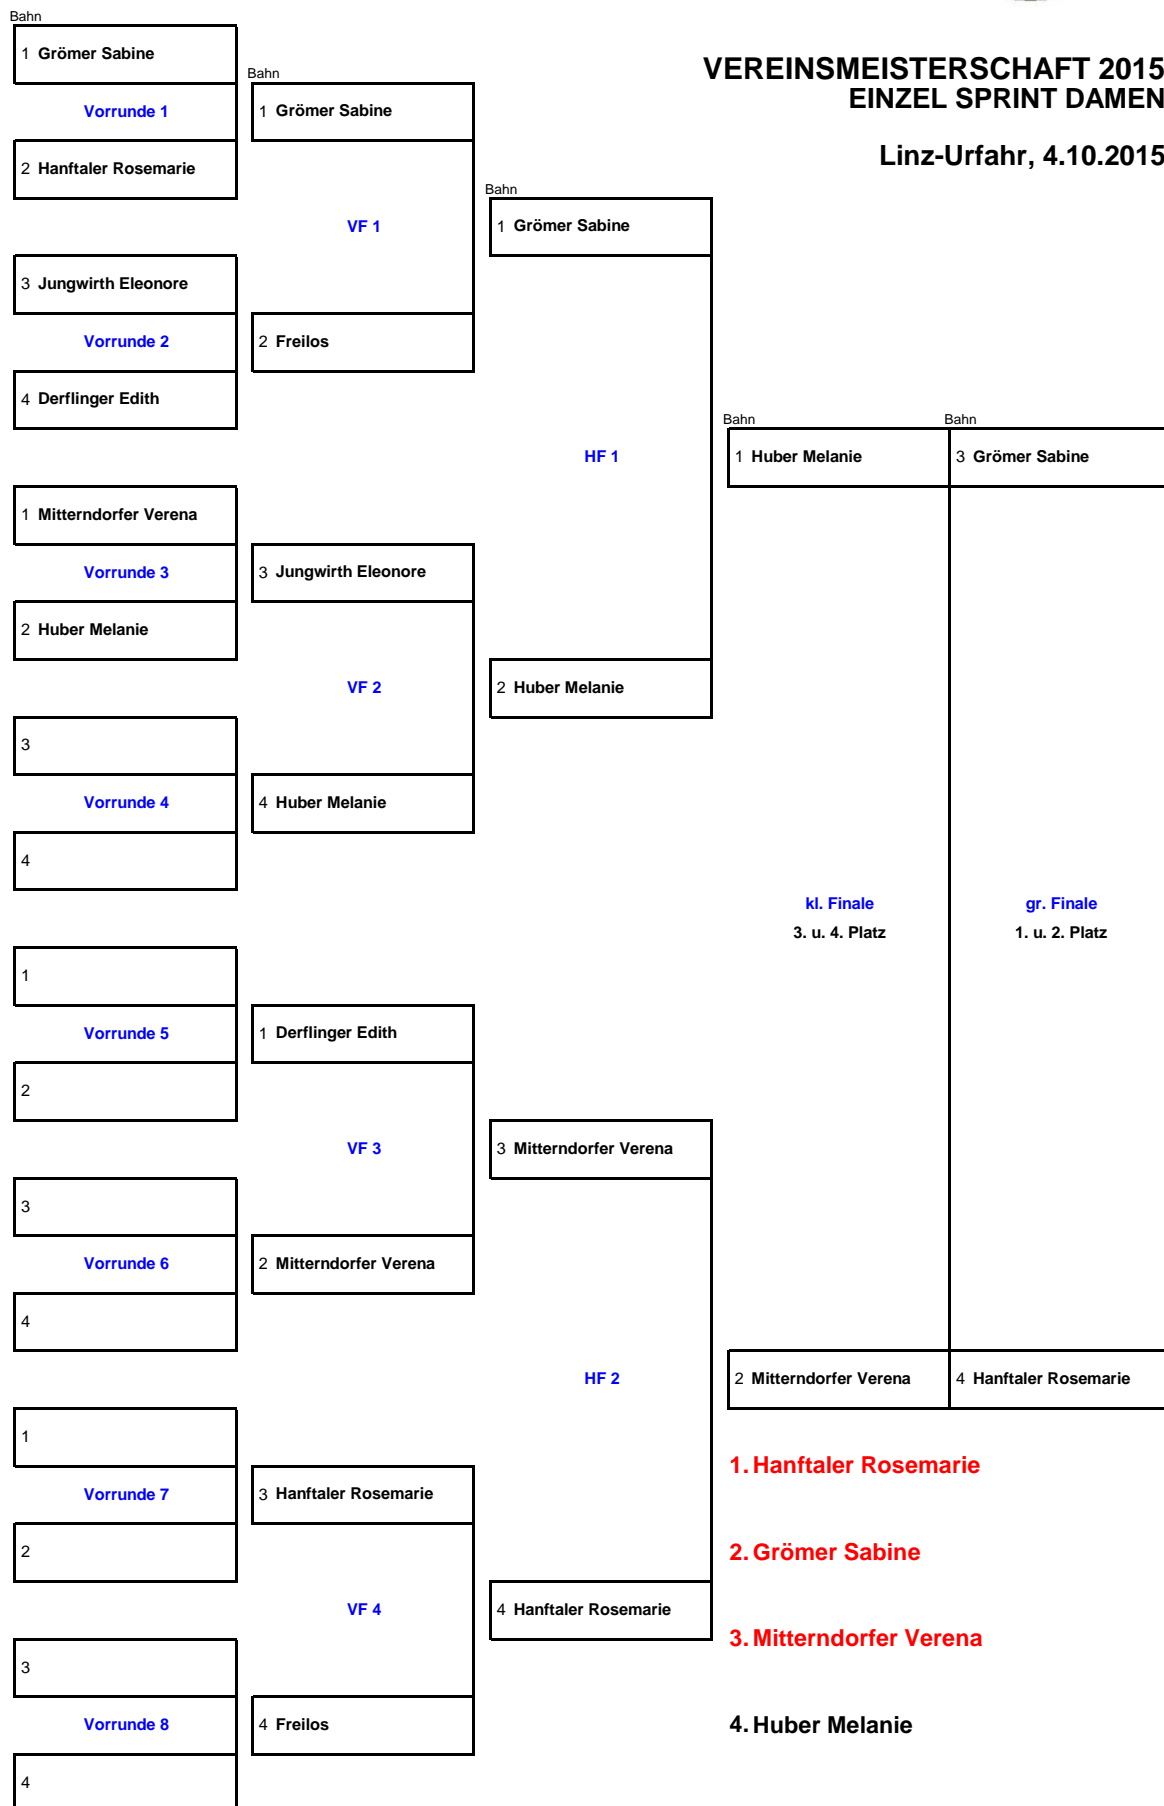 Bahn
1 Grömer Sabine
VEREINSMEISTERSCHAFT 2015
Bahn
EINZEL SPRINT DAMEN
Vorrunde 1
1 Grömer Sabine
Linz-Urfahr, 4.10.2015
2 Hanftaler Rosemarie
Bahn
VF 1
1 Grömer Sabine
3 Jungwirth Eleonore
Vorrunde 2
2 Freilos
4 Derflinger Edith
Bahn
Bahn
HF 1
1 Huber Melanie
3 Grömer Sabine
1 Mitterndorfer Verena
Vorrunde 3
3 Jungwirth Eleonore
2 Huber Melanie
VF 2
2 Huber Melanie
3
Vorrunde 4
4 Huber Melanie
4
kl. Finale
gr. Finale
3. u. 4. Platz
1. u. 2. Platz
1
Vorrunde 5
1 Derflinger Edith
2
VF 3
3 Mitterndorfer Verena
3
Vorrunde 6
2 Mitterndorfer Verena
4
HF 2
2 Mitterndorfer Verena
4 Hanftaler Rosemarie
1
1. Hanftaler Rosemarie
Vorrunde 7
3 Hanftaler Rosemarie
2
2. Grömer Sabine
VF 4
4 Hanftaler Rosemarie
3. Mitterndorfer Verena
3
Vorrunde 8
4 Freilos
4. Huber Melanie
4